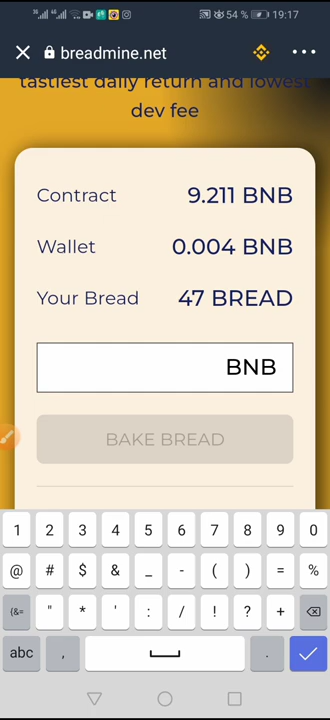 3G 4G 54 % 19:17
breadmine.net
tastiest daily return and lowest
dev fee
Contract 9.211 BNB
Wallet 0.004 BNB
Your Bread 47 BREAD
BNB
BAKE BREAD
1 2 3 4 5 6 7 8 9 0
@ # $ & _ - ( ) = %
{&= " * ' : / ! ? +
abc , .